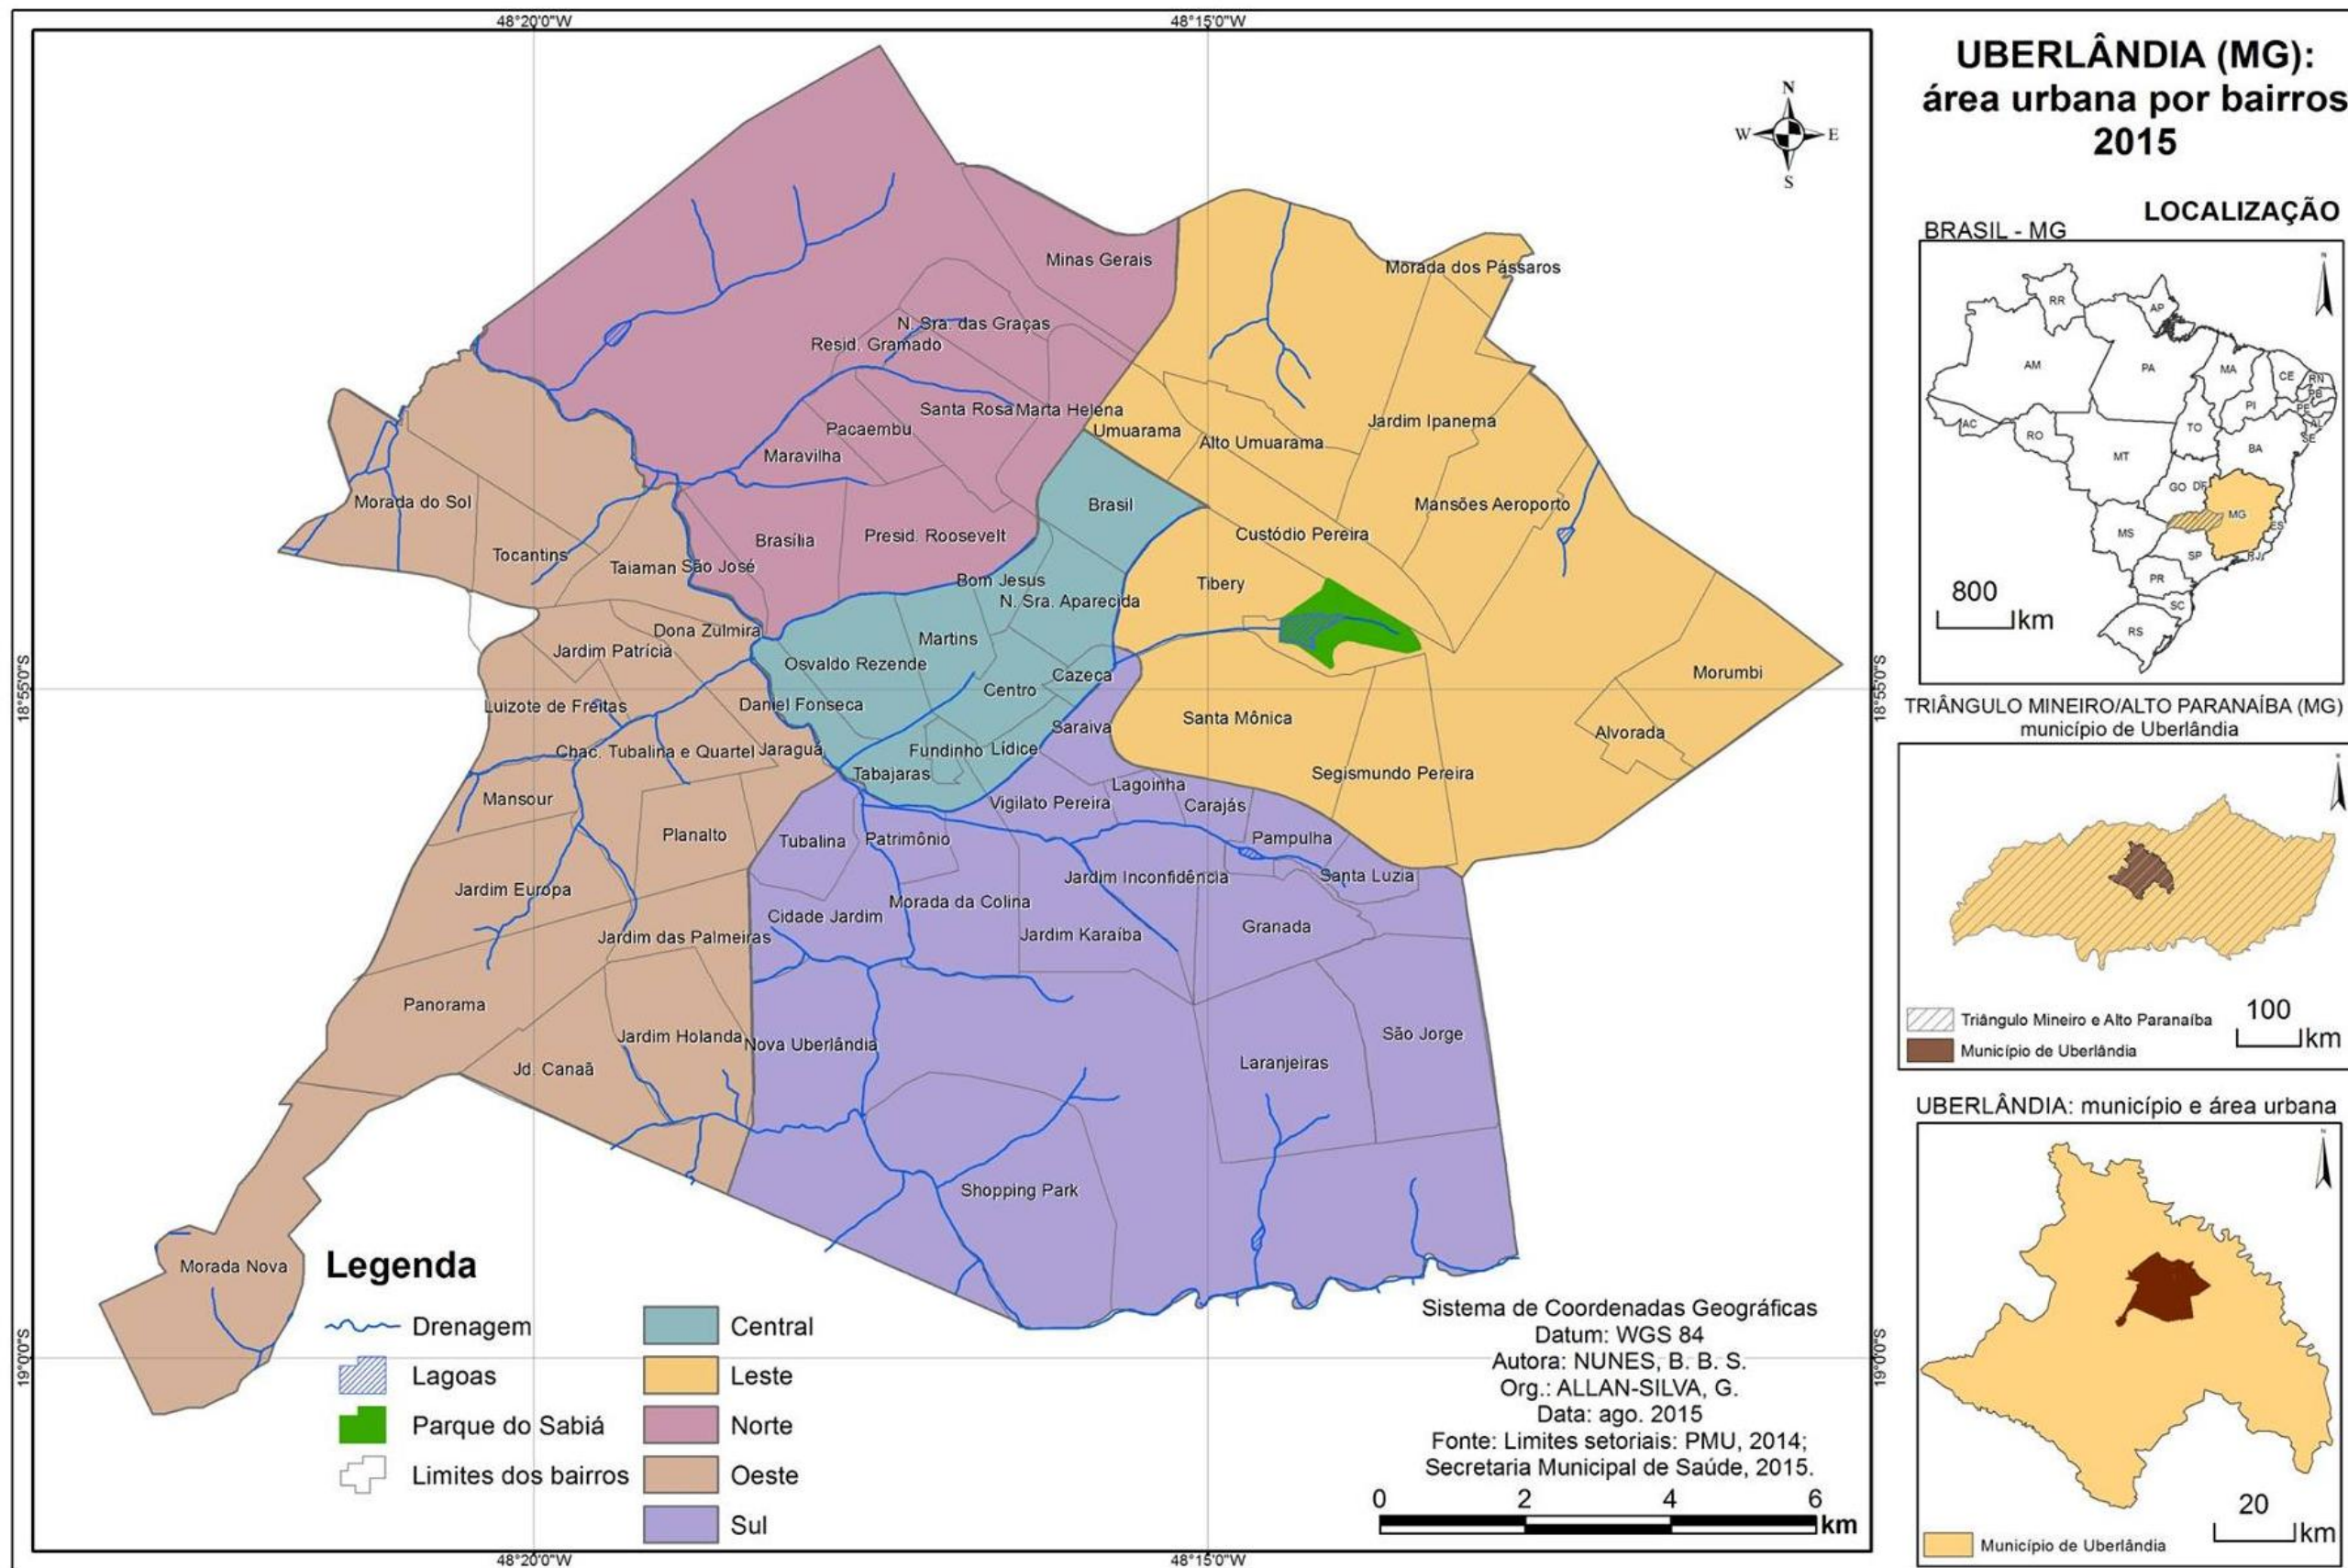 48°20'0"W
48°15'0"W
UBERLÂNDIA (MG):
área urbana por bairros
2015
N
W
E
S
LOCALIZAÇÃO
BRASIL - MG
N
RR
AP
AM
PA
MA
CE
RN
PB
PE
AL
SE
PI
AC
RO
TO
BA
MT
GO
DF
MG
ES
MS
SP
RJ
PR
SC
RS
800
km
Minas Gerais
Morada dos Pássaros
N. Sra. das Graças
Resid. Gramado
Santa Rosa
Marta Helena
Pacaembu
Umuarama
Alto Umuarama
Jardim Ipanema
Maravilha
Morada do Sol
Brasil
Mansões Aeroporto
Brasília
Presid. Roosevelt
Custódio Pereira
Tocantins
Taiaman
São José
Bom Jesus
Tibery
N. Sra. Aparecida
Dona Zulmira
Martins
Jardim Patrícia
Osvaldo Rezende
Cazeca
Morumbi
Centro
Luizote de Freitas
Daniel Fonseca
Saraiva
Santa Mônica
Alvorada
Chac. Tubalina e Quartel
Jaraguá
Fundinho
Lídice
Tabajaras
Segismundo Pereira
Mansour
Vigilato Pereira
Lagoinha
Carajás
Planalto
Tubalina
Patrimônio
Pampulha
Jardim Europa
Jardim Inconfidência
Santa Luzia
Cidade Jardim
Morada da Colina
Jardim das Palmeiras
Jardim Karaíba
Granada
Panorama
Jardim Holanda
Nova Uberlândia
São Jorge
Jd. Canaã
Laranjeiras
Shopping Park
Morada Nova
18°55'0"S
18°55'0"S
19°0'0"S
19°0'0"S
TRIÂNGULO MINEIRO/ALTO PARANAÍBA (MG)
município de Uberlândia
N
Triângulo Mineiro e Alto Paranaíba
Município de Uberlândia
100
km
UBERLÂNDIA: município e área urbana
N
Município de Uberlândia
20
km
Legenda
Drenagem
Lagoas
Parque do Sabiá
Limites dos bairros
Central
Leste
Norte
Oeste
Sul
Sistema de Coordenadas Geográficas
Datum: WGS 84
Autora: NUNES, B. B. S.
Org.: ALLAN-SILVA, G.
Data: ago. 2015
Fonte: Limites setoriais: PMU, 2014;
Secretaria Municipal de Saúde, 2015.
0 2 4 6
km
48°20'0"W
48°15'0"W